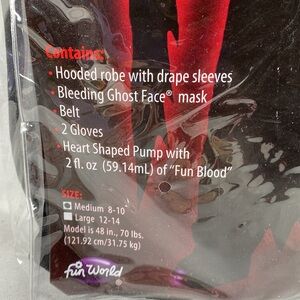 Contains:
· Hooded robe with drape sleeves
· Bleeding Ghost Face® mask
· Belt
· 2 Gloves
· Heart Shaped Pump with
2 fl. oz (59.14mL) of "Fun Blood"
SIZE:
Medium 8-10
Large 12-14
Model is 48 in., 70 lbs.
(121.92 cm/31.75 kg)
fun World